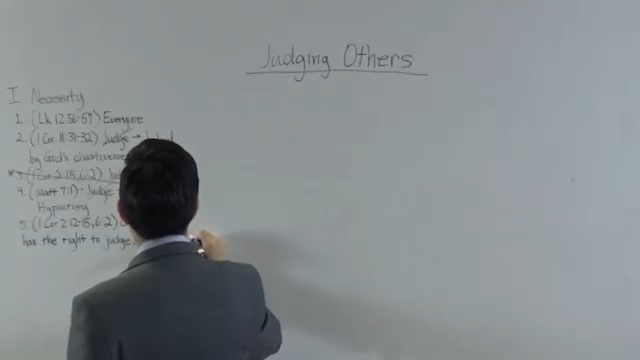 Judging Others
I Necessity
1. (Lk 12:56-57) Everyone
2. (1 Cor. 11:31-32) Judge →
by God's
3. (1 Cor 2:15, 6:2)
4. (Matt 7:1) - Judge
Hypocrisy
5. (1 Cor 2:12-15, 6:2)
has the right to judge,